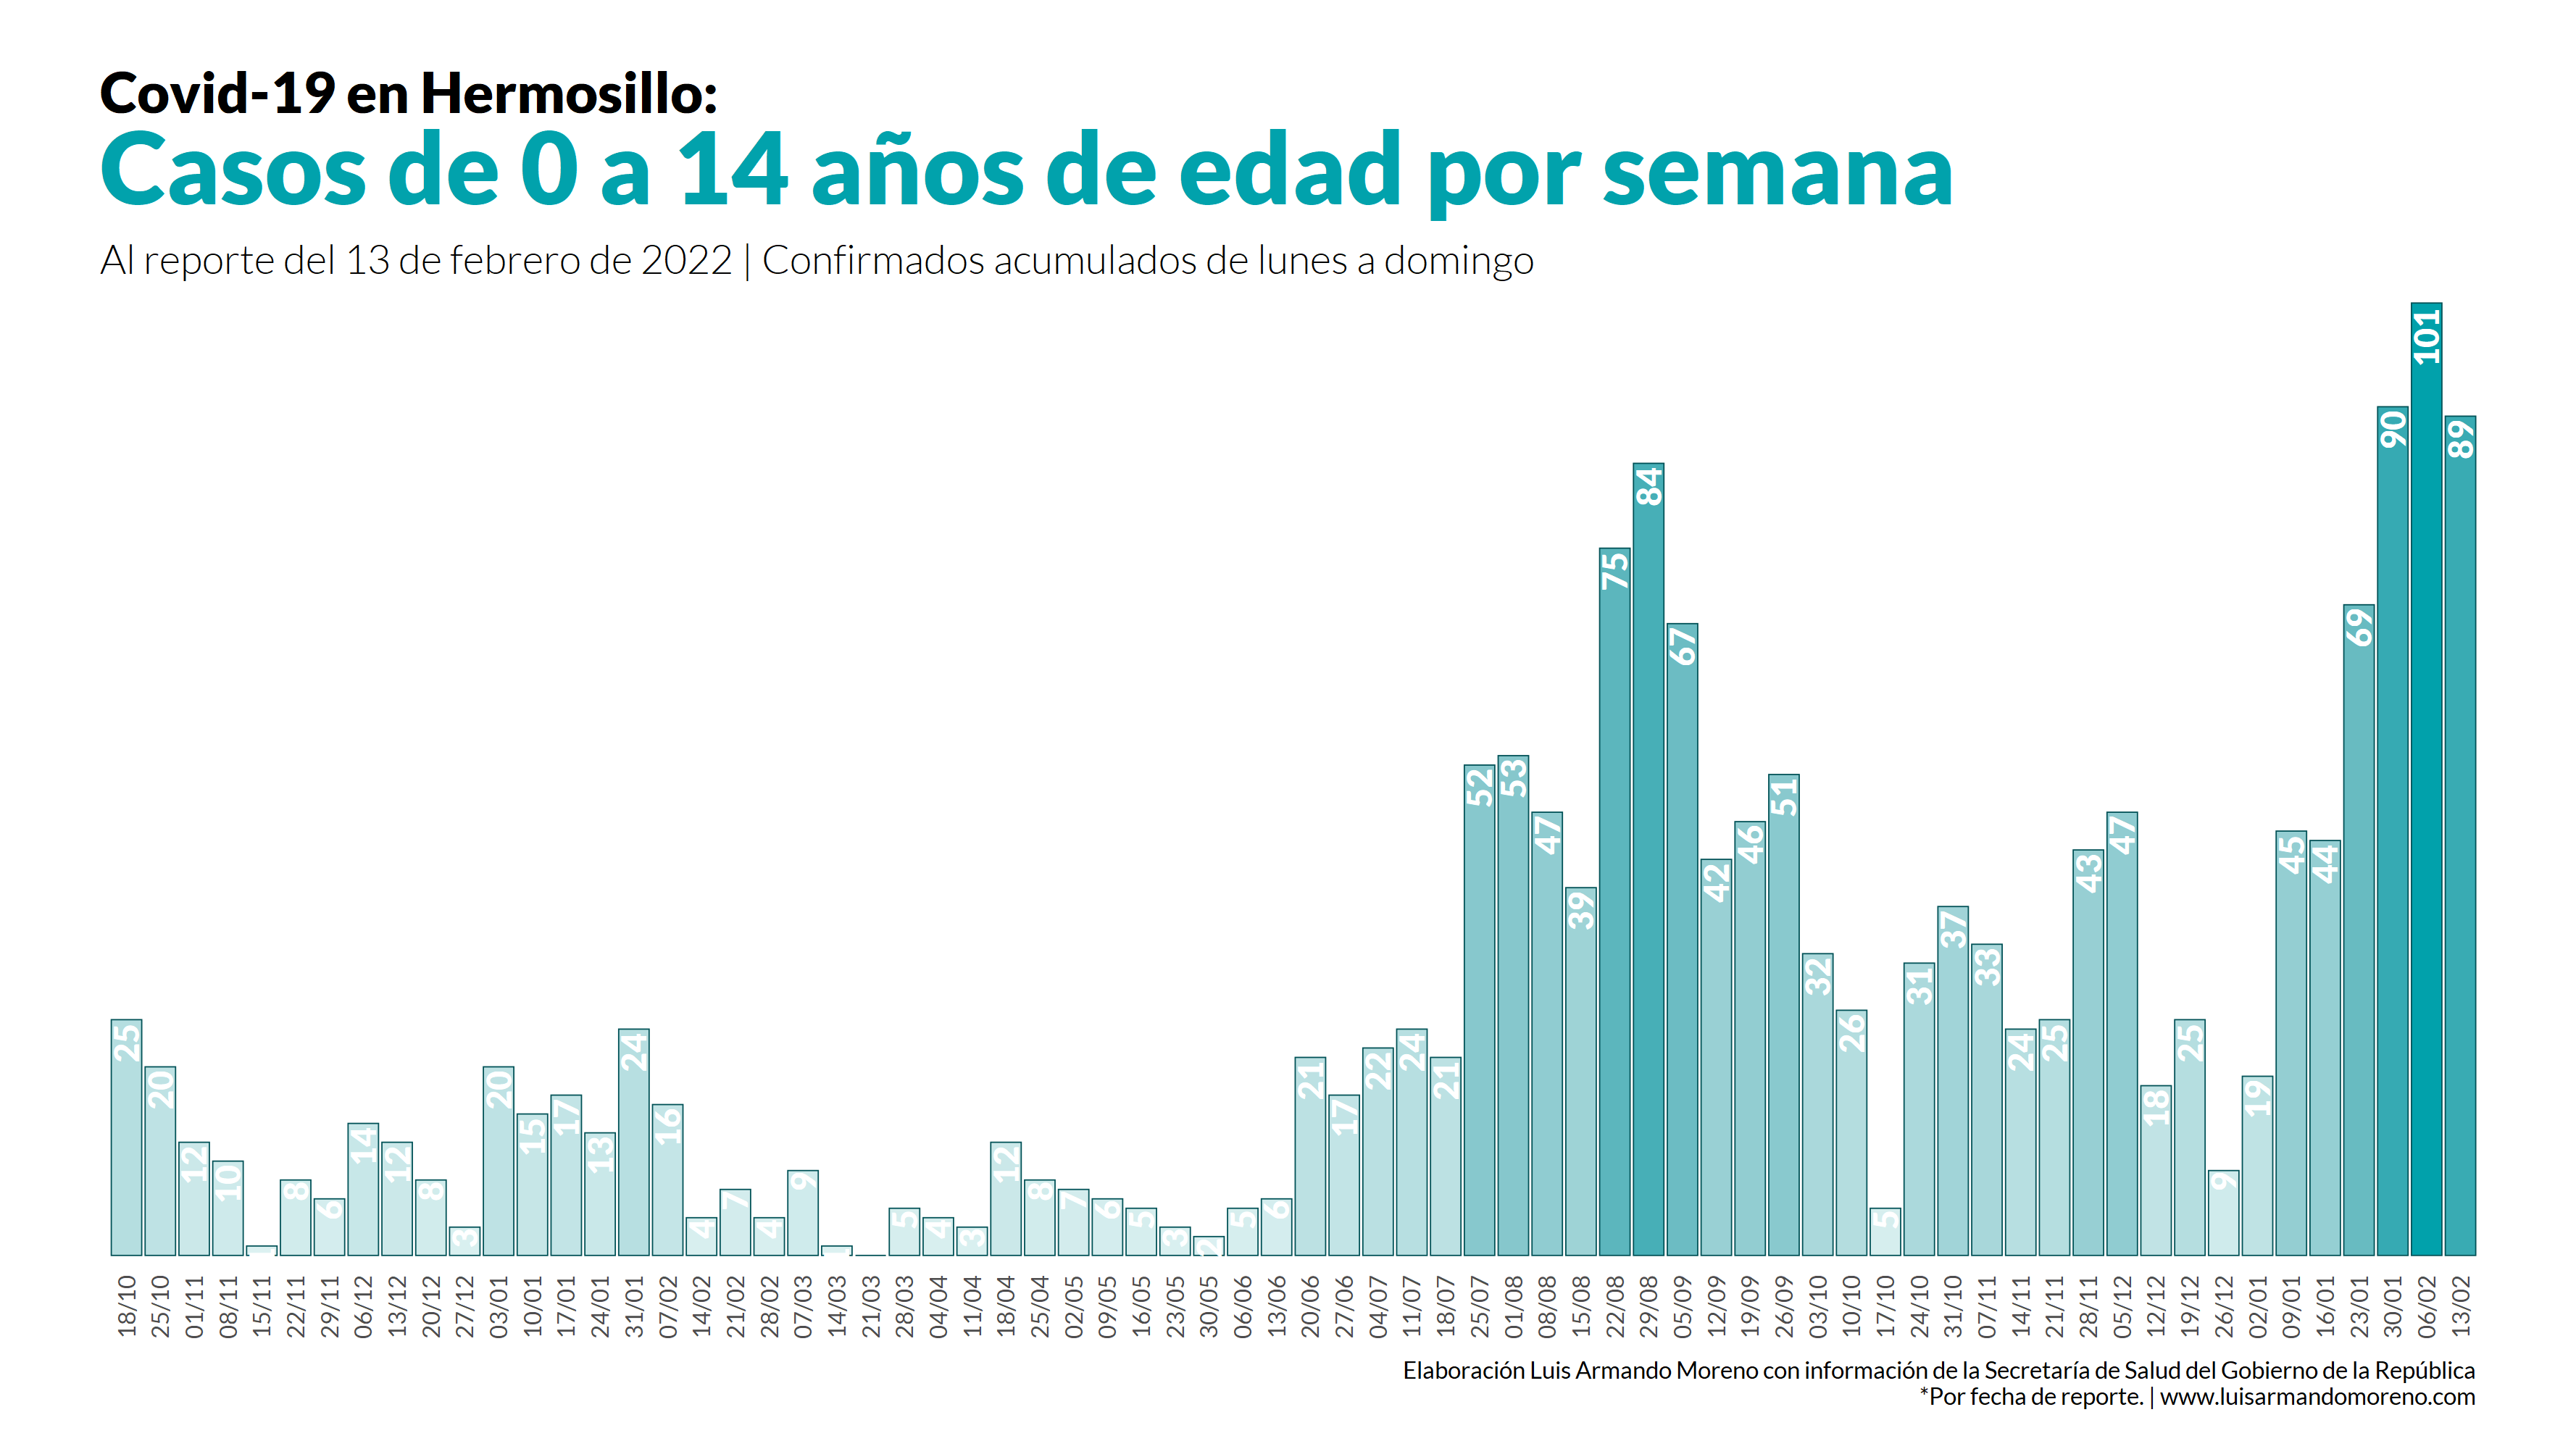 Covid-19 en Hermosillo:
Casos de 0 a 14 años de edad por semana
Al reporte del 13 de febrero de 2022 | Confirmados acumulados de lunes a domingo
25 20 12 10 1 8 6 14 12 8 3 20 15 17 13 24 16 4 7 4 9 1 5 4 3 12 8 7 6 5 3 2 5 6 21 17 22 24 21 52 53 47 39 75 84 67 42 46 51 32 26 5 31 37 33 24 25 43 47 18 25 9 19 45 44 69 90 101 89
18/10 25/10 01/11 08/11 15/11 22/11 29/11 06/12 13/12 20/12 27/12 03/01 10/01 17/01 24/01 31/01 07/02 14/02 21/02 28/02 07/03 14/03 21/03 28/03 04/04 11/04 18/04 25/04 02/05 09/05 16/05 23/05 30/05 06/06 13/06 20/06 27/06 04/07 11/07 18/07 25/07 01/08 08/08 15/08 22/08 29/08 05/09 12/09 19/09 26/09 03/10 10/10 17/10 24/10 31/10 07/11 14/11 21/11 28/11 05/12 12/12 19/12 26/12 02/01 09/01 16/01 23/01 30/01 06/02 13/02
Elaboración Luis Armando Moreno con información de la Secretaría de Salud del Gobierno de la República
*Por fecha de reporte. | www.luisarmandomoreno.com